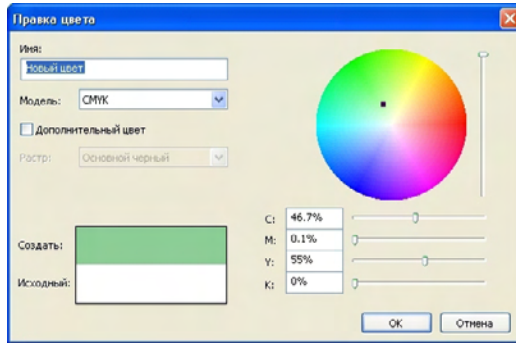 Правка цвета
Имя:
Новый цвет
Модель: CMYK
Дополнительный цвет
Растр: Основной черный
Создать:
Исходный:
C: 46.7%
M: 0.1%
Y: 55%
K: 0%
OK Отмена